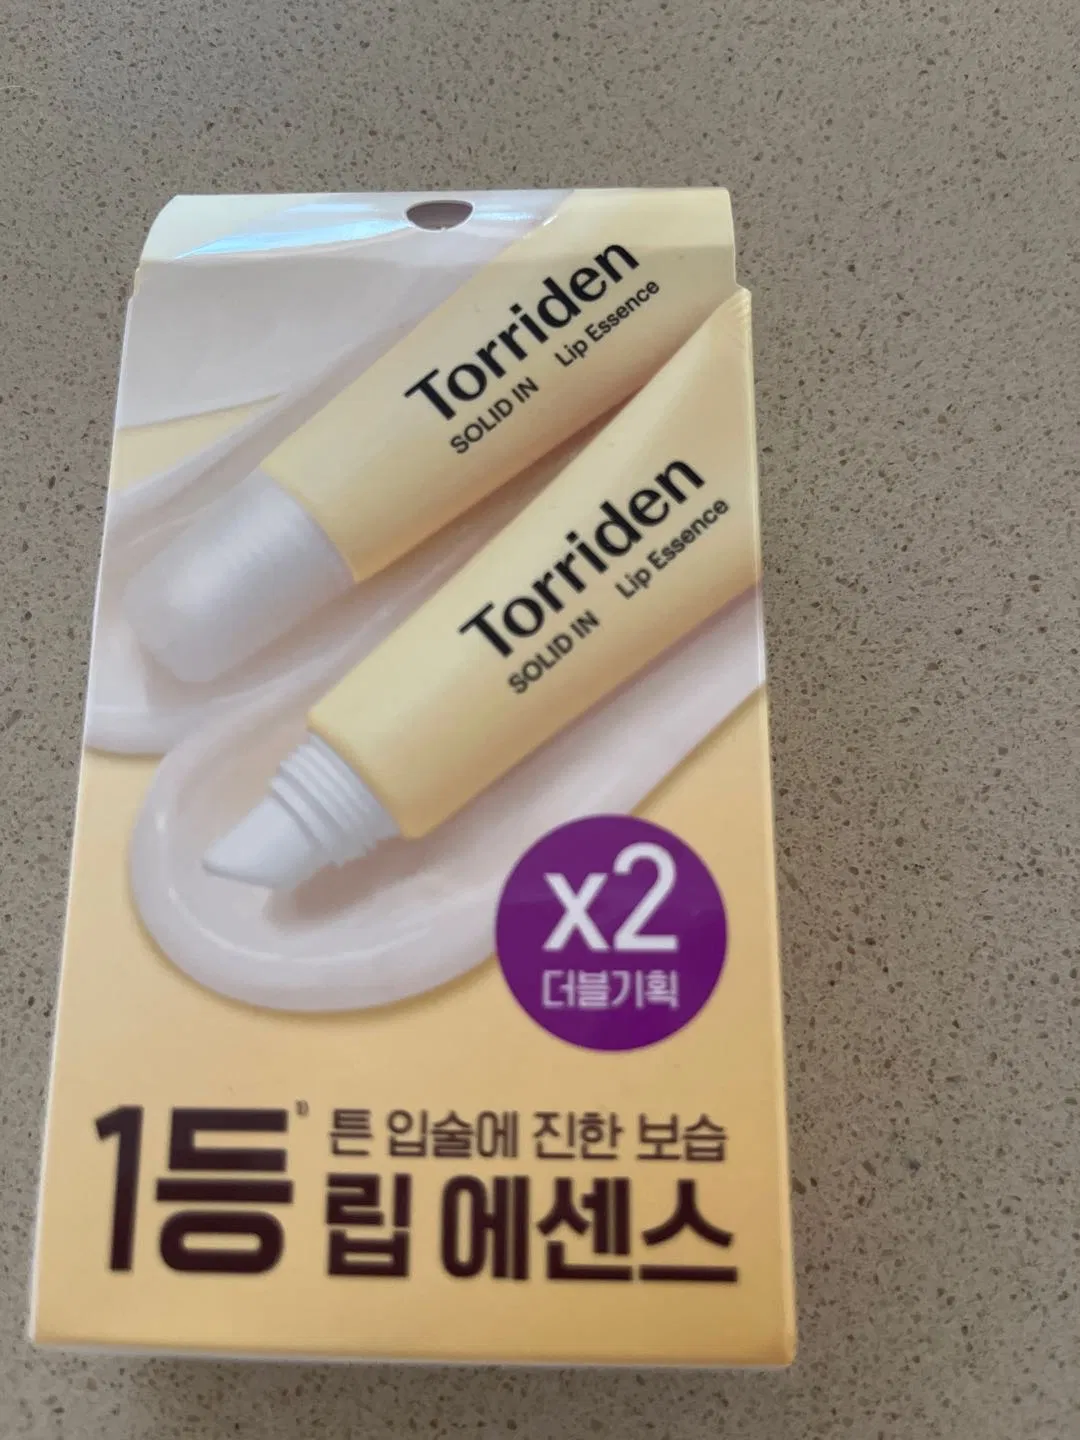 Torriden
SOLID IN Lip Essence
Torriden
SOLID IN Lip Essence
x2
더블기획
1등 1)
튼 입술에 진한 보습
립 에센스